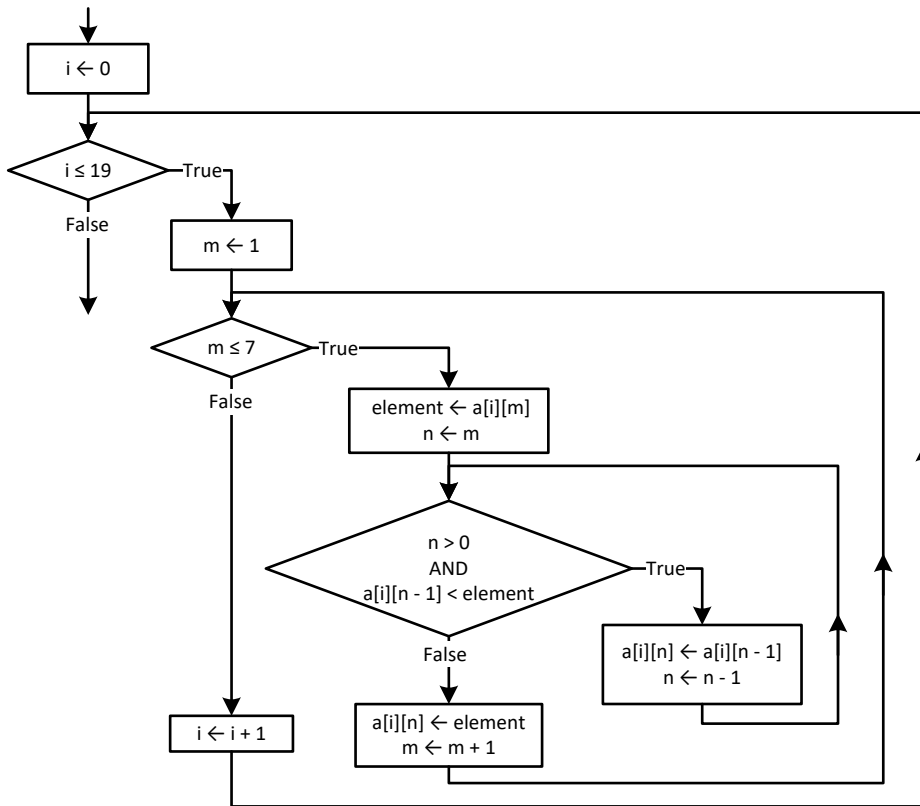 i ← 0
i ≤ 19
True
False
m ← 1
m ≤ 7
True
False
element ← a[i][m]
n ← m
n > 0
AND
a[i][n - 1] < element
True
False
a[i][n] ← a[i][n - 1]
n ← n - 1
a[i][n] ← element
m ← m + 1
i ← i + 1